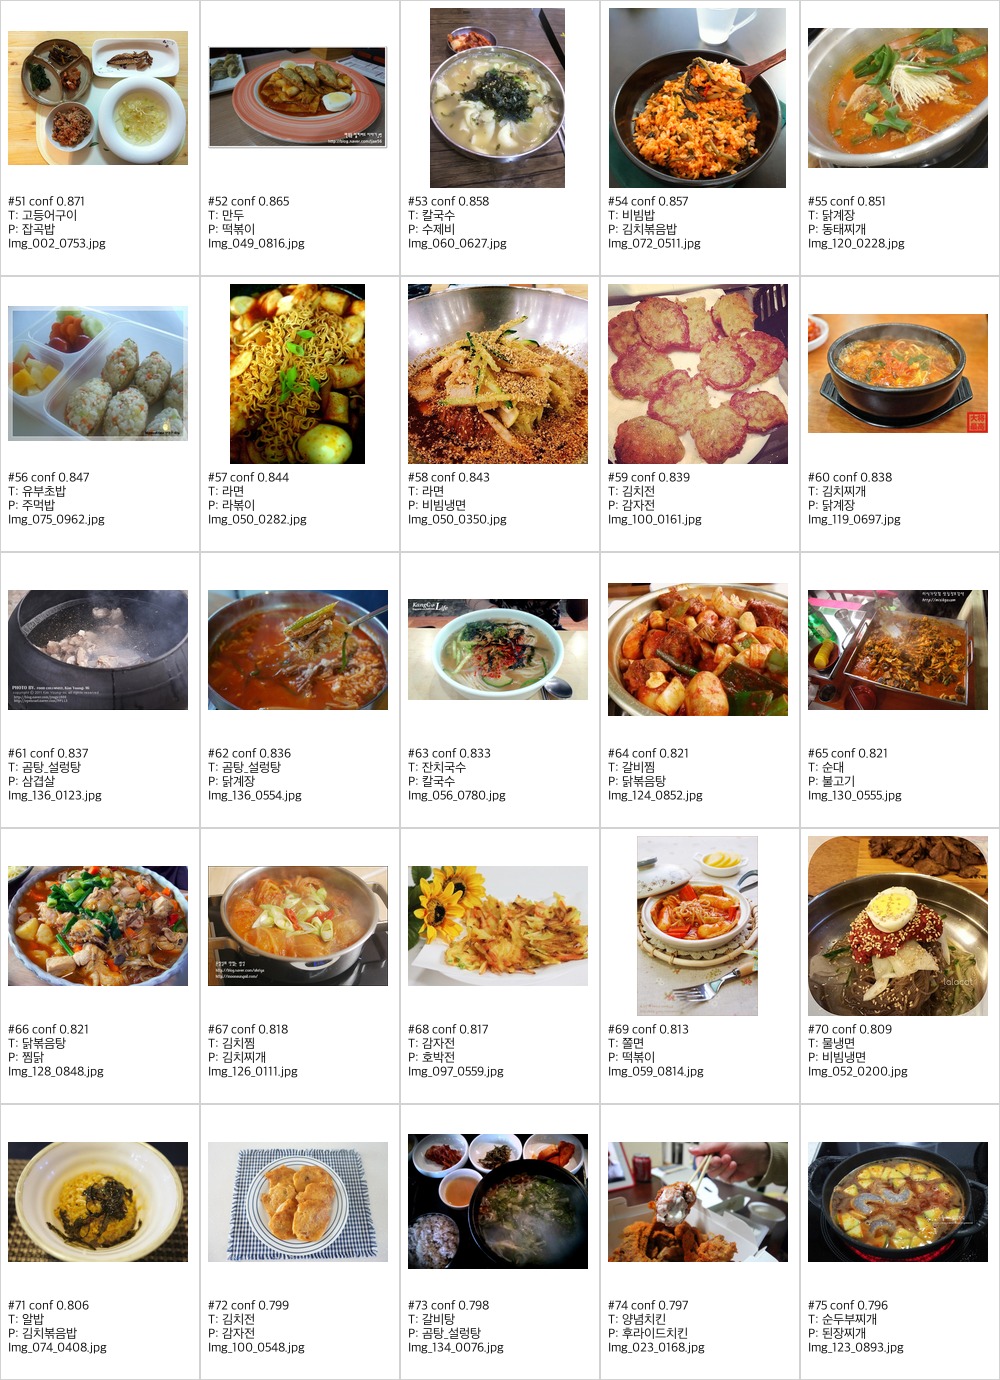 #51 conf 0.871
T: 고등어구이
P: 잡곡밥
Img_002_0753.jpg
#52 conf 0.865
T: 만두
P: 떡볶이
Img_049_0816.jpg
#53 conf 0.858
T: 칼국수
P: 수제비
Img_060_0627.jpg
#54 conf 0.857
T: 비빔밥
P: 김치볶음밥
Img_072_0511.jpg
#55 conf 0.851
T: 닭계장
P: 동태찌개
Img_120_0228.jpg
#56 conf 0.847
T: 유부초밥
P: 주먹밥
Img_075_0962.jpg
#57 conf 0.844
T: 라면
P: 라볶이
Img_050_0282.jpg
#58 conf 0.843
T: 라면
P: 비빔냉면
Img_050_0350.jpg
#59 conf 0.839
T: 김치전
P: 감자전
Img_100_0161.jpg
#60 conf 0.838
T: 김치찌개
P: 닭계장
Img_119_0697.jpg
#61 conf 0.837
T: 곰탕_설렁탕
P: 삼겹살
Img_136_0123.jpg
#62 conf 0.836
T: 곰탕_설렁탕
P: 닭계장
Img_136_0554.jpg
#63 conf 0.833
T: 잔치국수
P: 칼국수
Img_056_0780.jpg
#64 conf 0.821
T: 갈비찜
P: 닭볶음탕
Img_124_0852.jpg
#65 conf 0.821
T: 순대
P: 불고기
Img_130_0555.jpg
#66 conf 0.821
T: 닭볶음탕
P: 찜닭
Img_128_0848.jpg
#67 conf 0.818
T: 김치찜
P: 김치찌개
Img_126_0111.jpg
#68 conf 0.817
T: 감자전
P: 호박전
Img_097_0559.jpg
#69 conf 0.813
T: 쫄면
P: 떡볶이
Img_059_0814.jpg
#70 conf 0.809
T: 물냉면
P: 비빔냉면
Img_052_0200.jpg
#71 conf 0.806
T: 알밥
P: 김치볶음밥
Img_074_0408.jpg
#72 conf 0.799
T: 김치전
P: 감자전
Img_100_0548.jpg
#73 conf 0.798
T: 갈비탕
P: 곰탕_설렁탕
Img_134_0076.jpg
#74 conf 0.797
T: 양념치킨
P: 후라이드치킨
Img_023_0168.jpg
#75 conf 0.796
T: 순두부찌개
P: 된장찌개
Img_123_0893.jpg